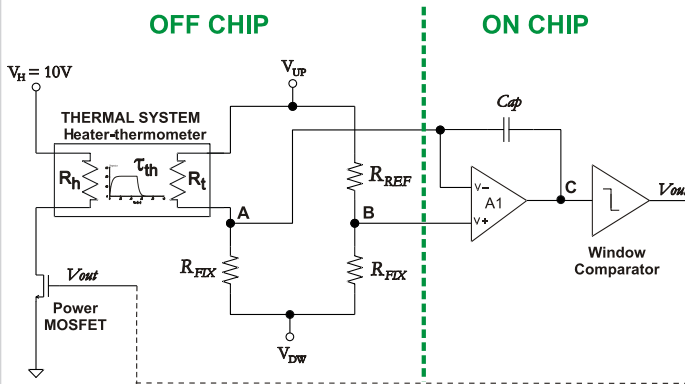 OFF CHIP
ON CHIP
V_H = 10V
V_UP
Cap
THERMAL SYSTEM
Heater-thermometer
R_h
τ_th
R_t
R_REF
A
B
V-
A1
V+
C
Vout
R_FIX
R_FIX
Window
Comparator
Vout
Power
MOSFET
V_DW